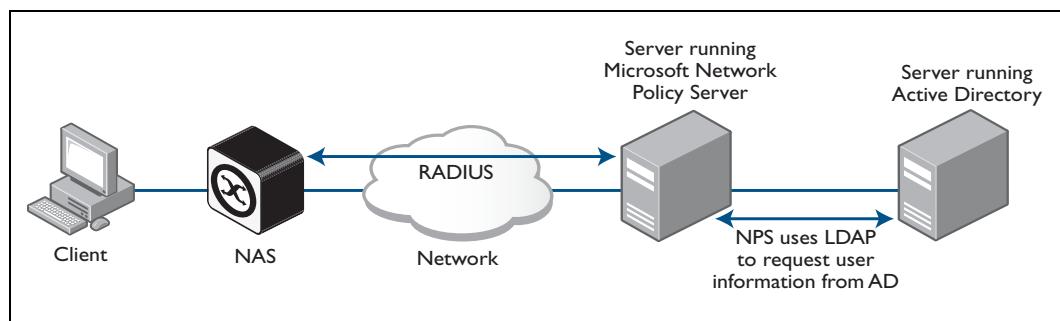 Server running
Microsoft Network
Policy Server
Server running
Active Directory
RADIUS
Client
NAS
Network
NPS uses LDAP
to request user
information from AD